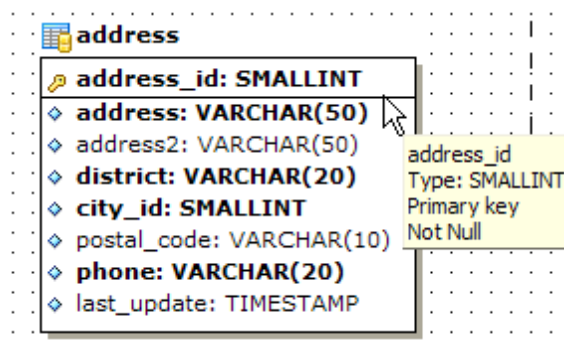 address
address_id: SMALLINT
address: VARCHAR(50)
address2: VARCHAR(50)
district: VARCHAR(20)
city_id: SMALLINT
postal_code: VARCHAR(10)
phone: VARCHAR(20)
last_update: TIMESTAMP
address_id
Type: SMALLINT
Primary key
Not Null